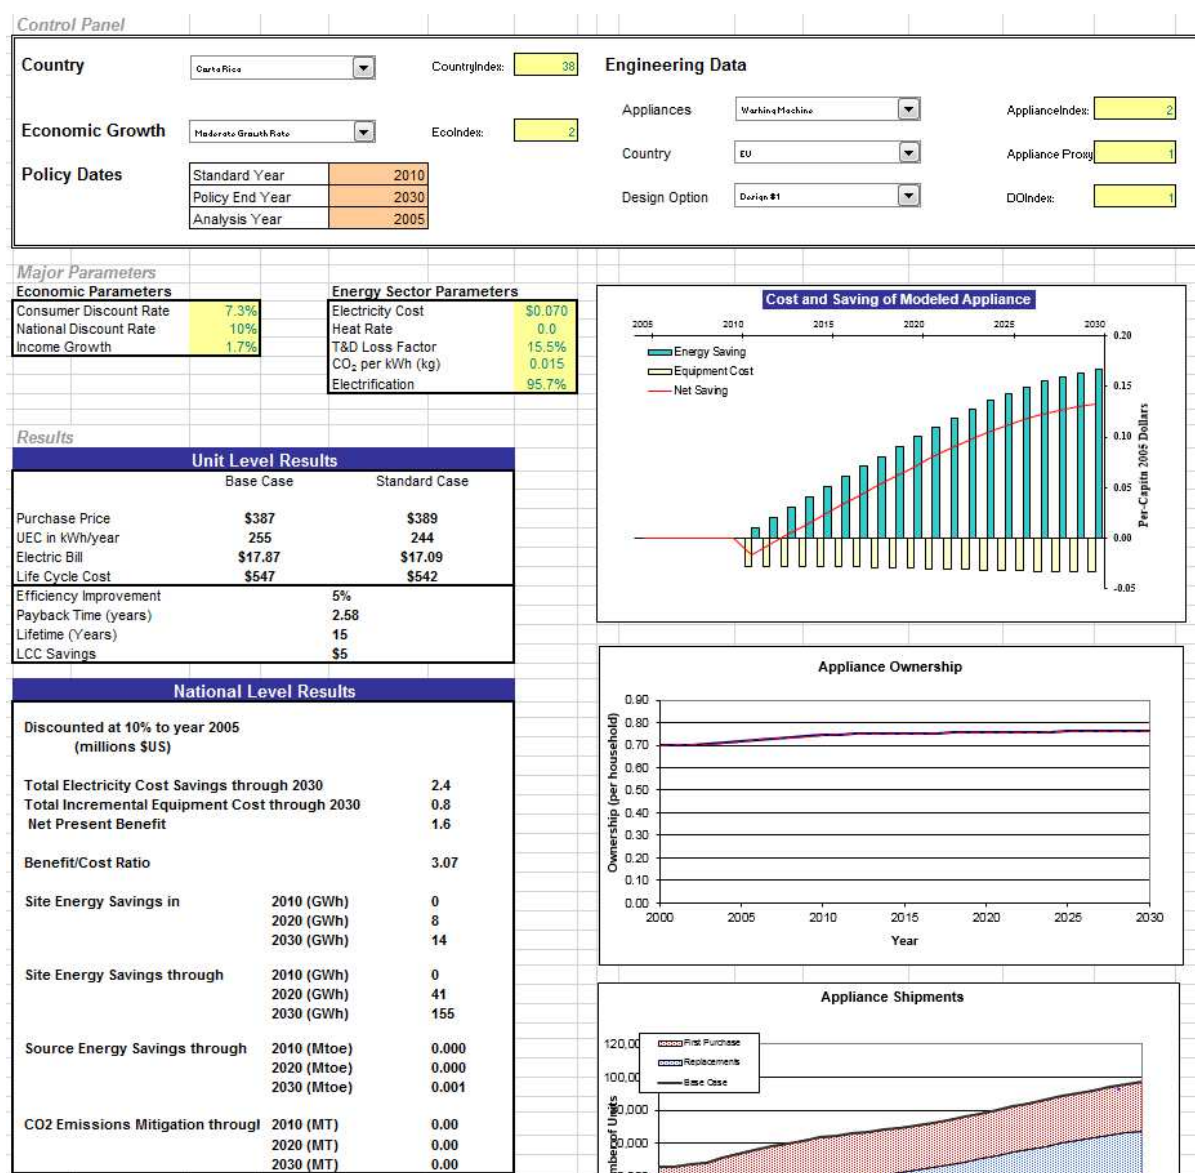 Control Panel
Country Costa Rica CountryIndex: 38 Engineering Data
Appliances Washing Machine ApplianceIndex: 2
Economic Growth Moderate Growth Rate EcoIndex: 2
Country EU Appliance Proxy 1
Policy Dates Standard Year 2010
Policy End Year 2030 Design Option Design #1 DOIndex: 1
Analysis Year 2005
Major Parameters
Economic Parameters
Consumer Discount Rate 7.3%
National Discount Rate 10%
Income Growth 1.7%
Energy Sector Parameters
Electricity Cost $0.070
Heat Rate 0.0
T&D Loss Factor 15.5%
CO2 per kWh (kg) 0.015
Electrification 95.7%
Results
Unit Level Results
Base Case Standard Case
Purchase Price $387 $389
UEC in kWh/year 255 244
Electric Bill $17.87 $17.09
Life Cycle Cost $547 $542
Efficiency Improvement 5%
Payback Time (years) 2.58
Lifetime (Years) 15
LCC Savings $5
National Level Results
Discounted at 10% to year 2005
(millions $US)
Total Electricity Cost Savings through 2030 2.4
Total Incremental Equipment Cost through 2030 0.8
Net Present Benefit 1.6
Benefit/Cost Ratio 3.07
Site Energy Savings in 2010 (GWh) 0
2020 (GWh) 8
2030 (GWh) 14
Site Energy Savings through 2010 (GWh) 0
2020 (GWh) 41
2030 (GWh) 155
Source Energy Savings through 2010 (Mtoe) 0.000
2020 (Mtoe) 0.000
2030 (Mtoe) 0.001
CO2 Emissions Mitigation through 2010 (MT) 0.00
2020 (MT) 0.00
2030 (MT) 0.00
Cost and Saving of Modeled Appliance
2005 2010 2015 2020 2025 2030
Energy Saving
Equipment Cost
Net Saving
0.20
0.15
0.10
0.05
0.00
-0.05
Per-Capita 2005 Dollars
Appliance Ownership
Ownership (per household)
0.90
0.80
0.70
0.60
0.50
0.40
0.30
0.20
0.10
0.00
2000 2005 2010 2015 2020 2025 2030
Year
Appliance Shipments
120,00
100,00
0,000
0,000
First Purchase
Replacements
Base Case
mber of Units